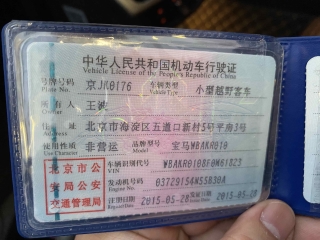 中华人民共和国机动车行驶证
Vehicle License of the People's Republic of China
号牌号码 京JK0176 车辆类型 小型越野客车
Plate No. Vehicle Type
所有人 王
Owner
住址 北京市海淀区五道口新村5号平房3号
Address
使用性质 非营运 品牌型号 宝马WBAKR010
Use Character Model
北京市公 车辆识别代号 WBAKR0108F0M61823
VIN
安局公安 发动机号码 03729154N55B30A
Engine No.
交通管理局 注册日期 2015-05-20 发证日期 2015-05-20
Register Date Issue Date